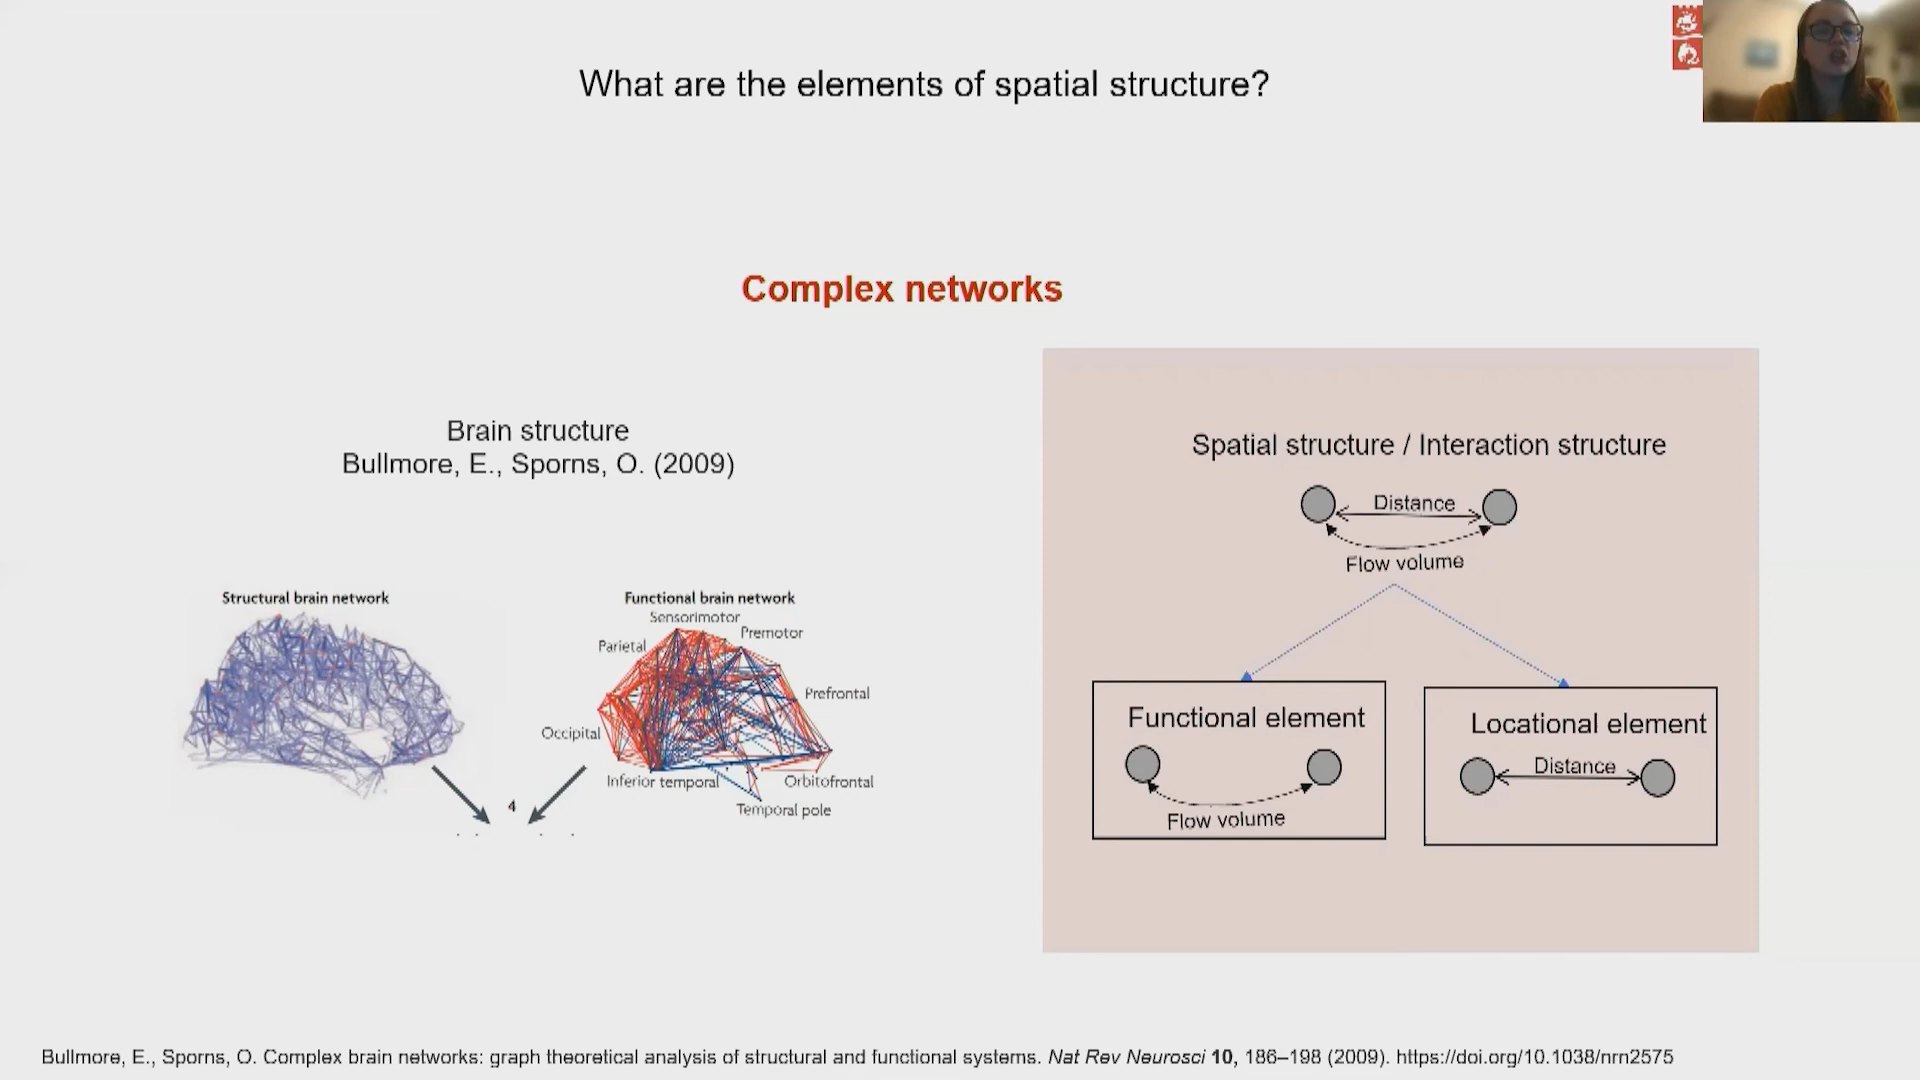 What are the elements of spatial structure?
Complex networks
Brain structure
Bullmore, E., Sporns, O. (2009)
Structural brain network
Functional brain network
Sensorimotor
Premotor
Parietal
Prefrontal
Occipital
Inferior temporal
Orbitofrontal
Temporal pole
4
Spatial structure / Interaction structure
Distance
Flow volume
Functional element
Flow volume
Locational element
Distance
Bullmore, E., Sporns, O. Complex brain networks: graph theoretical analysis of structural and functional systems. Nat Rev Neurosci 10, 186–198 (2009). https://doi.org/10.1038/nrn2575